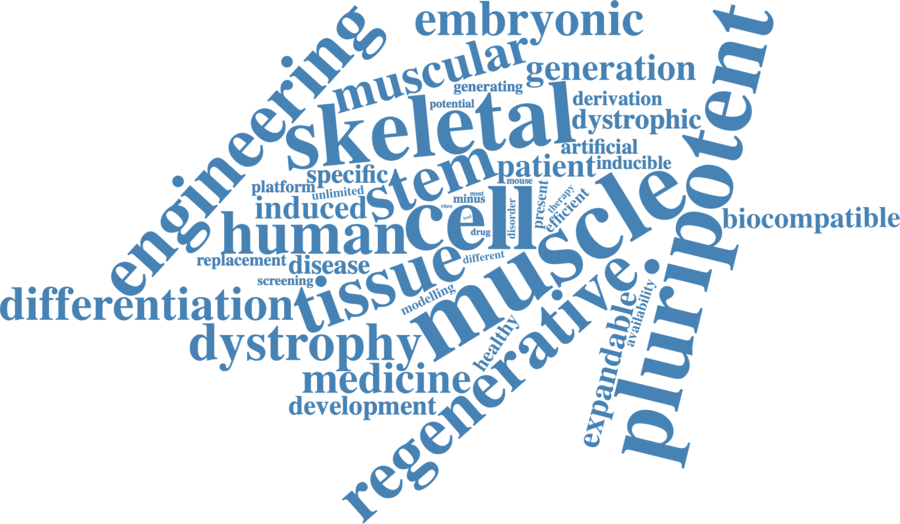 embryonic
engineering
muscular
generation
pluripotent
generating
skeletal
potential
derivation
dystrophic
artificial
stem
patient
inducible
specific
platform
unlimited
mouse
most
minus
induced
cell
vitro
present
therapy
efficient
disorder
drug
human
muscle
biocompatible
replacement
disease
tissue
different
screening
modelling
differentiation
regenerative
expandable
availability
dystrophy
healthy
medicine
development